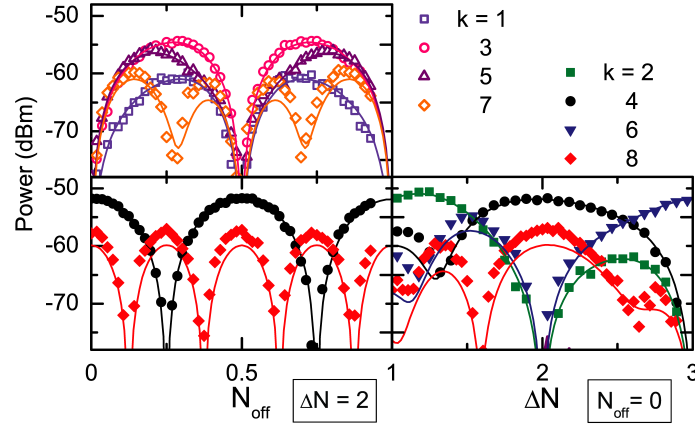 -50
-60
-70
k = 1
3
5
7
k = 2
4
6
8
Power (dBm)
-50
-60
-70
0
0.5
1
2
3
N_off
ΔN = 2
ΔN
N_off = 0